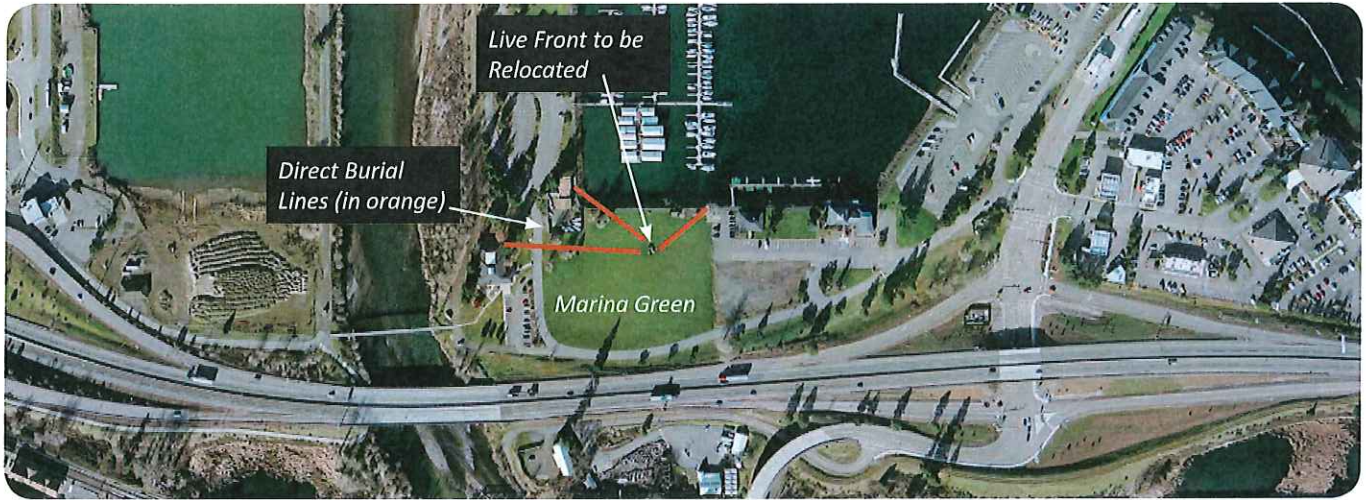 Live Front to be
Relocated
Direct Burial
Lines (in orange)
Marina Green